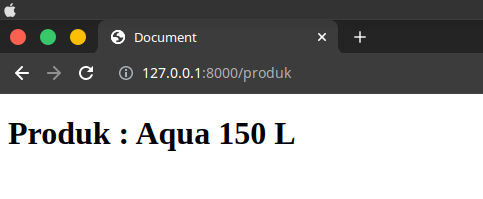 Document
127.0.0.1:8000/produk
Produk : Aqua 150 L